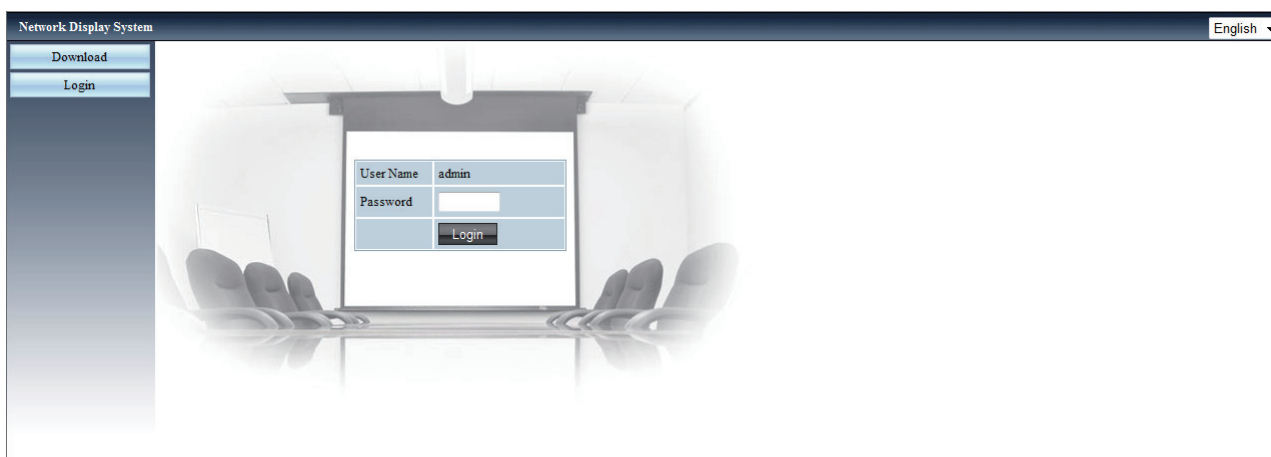 Network Display System
English
Download
Login
User Name admin
Password
Login